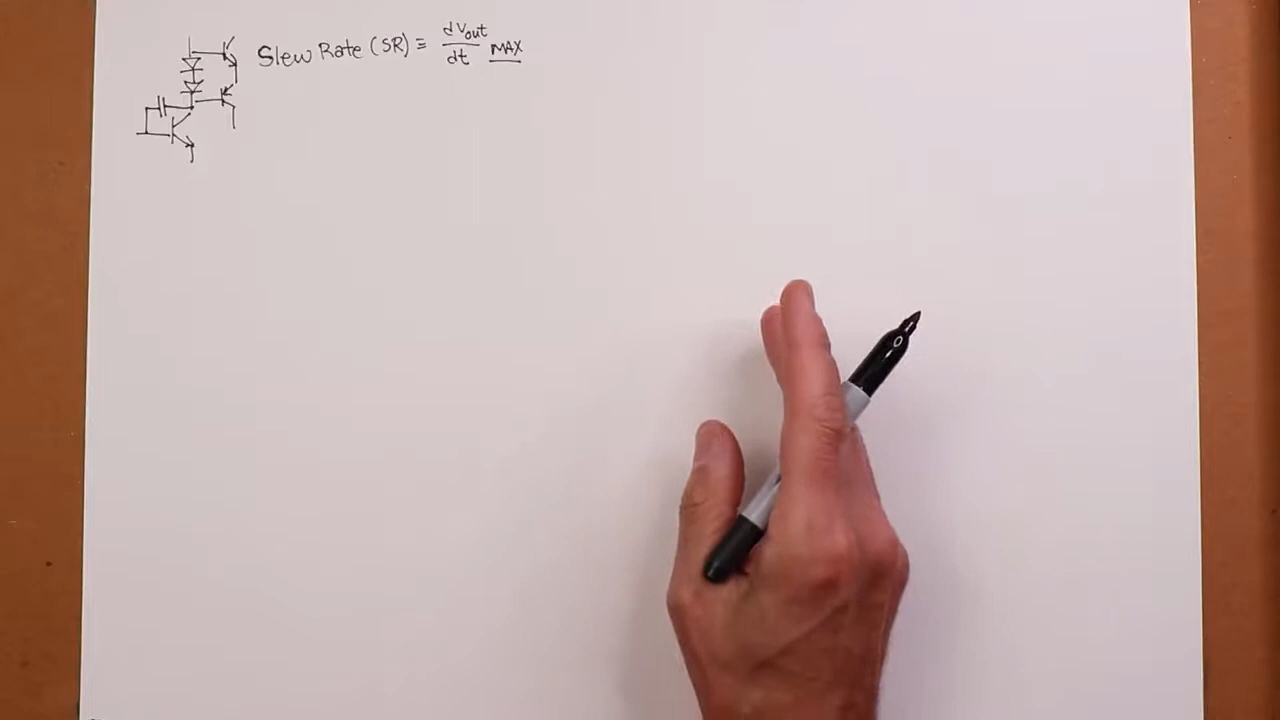 Slew Rate (SR) ≡ dVout/dt MAX